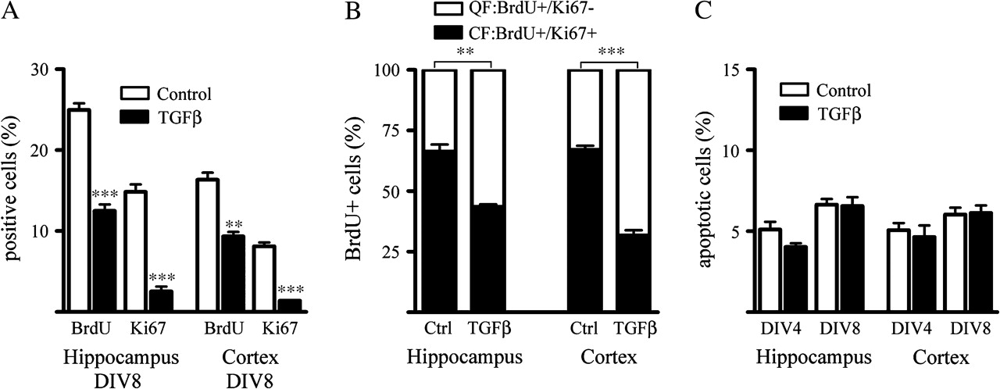 A
30
20
10
positive cells (%)
Control
TGFβ
***
***
**
***
BrdU Ki67 BrdU Ki67
Hippocampus Cortex
DIV8 DIV8
B
QF:BrdU+/Ki67-
CF:BrdU+/Ki67+
** ***
100
75
50
25
BrdU+ cells (%)
Ctrl TGFβ Ctrl TGFβ
Hippocampus Cortex
C
15
10
5
apoptotic cells (%)
Control
TGFβ
DIV4 DIV8 DIV4 DIV8
Hippocampus Cortex